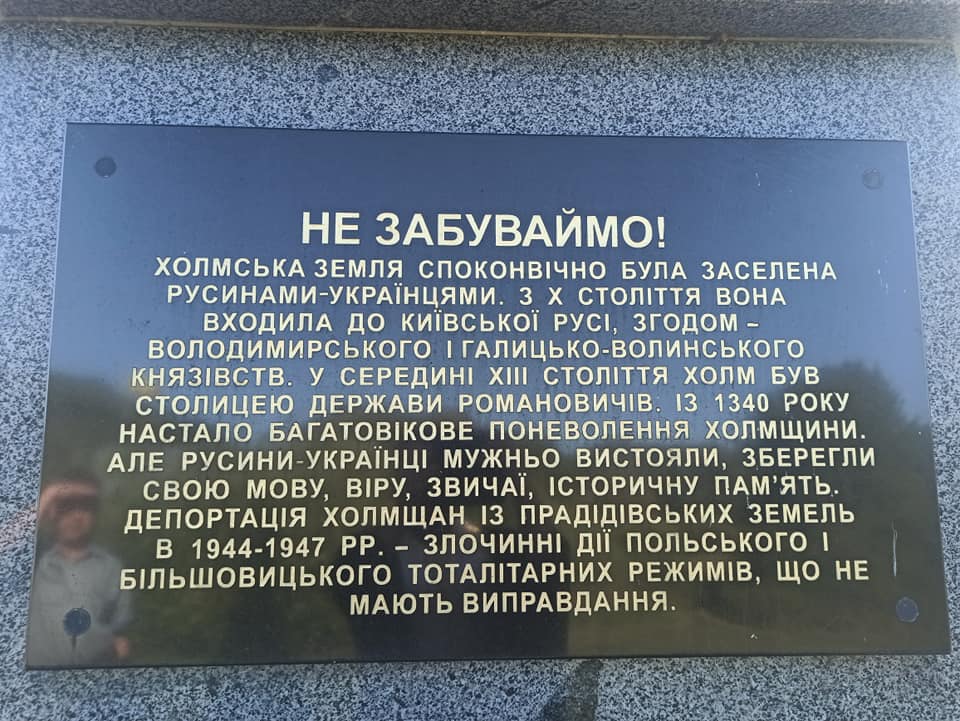 НЕ ЗАБУВАЙМО!
ХОЛМСЬКА ЗЕМЛЯ СПОКОНВІЧНО БУЛА ЗАСЕЛЕНА
РУСИНАМИ-УКРАЇНЦЯМИ. З X СТОЛІТТЯ ВОНА
ВХОДИЛА ДО КИЇВСЬКОЇ РУСІ, ЗГОДОМ –
ВОЛОДИМИРСЬКОГО І ГАЛИЦЬКО-ВОЛИНСЬКОГО
КНЯЗІВСТВ. У СЕРЕДИНІ XIII СТОЛІТТЯ ХОЛМ БУВ
СТОЛИЦЕЮ ДЕРЖАВИ РОМАНОВИЧІВ. ІЗ 1340 РОКУ
НАСТАЛО БАГАТОВІКОВЕ ПОНЕВОЛЕННЯ ХОЛМЩИНИ.
АЛЕ РУСИНИ-УКРАЇНЦІ МУЖНЬО ВИСТОЯЛИ, ЗБЕРЕГЛИ
СВОЮ МОВУ, ВІРУ, ЗВИЧАЇ, ІСТОРИЧНУ ПАМ'ЯТЬ.
ДЕПОРТАЦІЯ ХОЛМЩАН ІЗ ПРАДІДІВСЬКИХ ЗЕМЕЛЬ
В 1944-1947 РР. – ЗЛОЧИННІ ДІЇ ПОЛЬСЬКОГО І
БІЛЬШОВИЦЬКОГО ТОТАЛІТАРНИХ РЕЖИМІВ, ЩО НЕ
МАЮТЬ ВИПРАВДАННЯ.